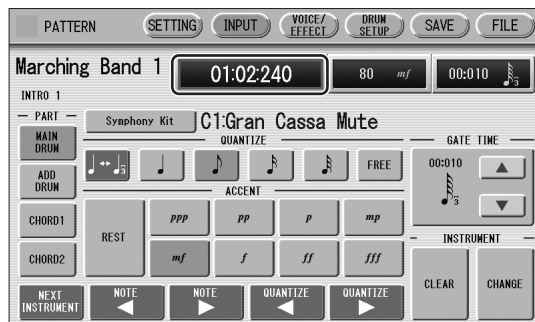 PATTERN SETTING INPUT VOICE/ EFFECT DRUM SETUP SAVE FILE
Marching Band 1 01:02:240 80 mf 00:010 3
INTRO 1
PART Symphony Kit C1:Gran Cassa Mute
MAIN DRUM QUANTIZE GATE TIME
3 FREE 00:010
ADD DRUM ACCENT 3
CHORD1 REST ppp pp p mp
INSTRUMENT
CHORD2 mf f ff fff CLEAR CHANGE
NEXT INSTRUMENT NOTE NOTE QUANTIZE QUANTIZE